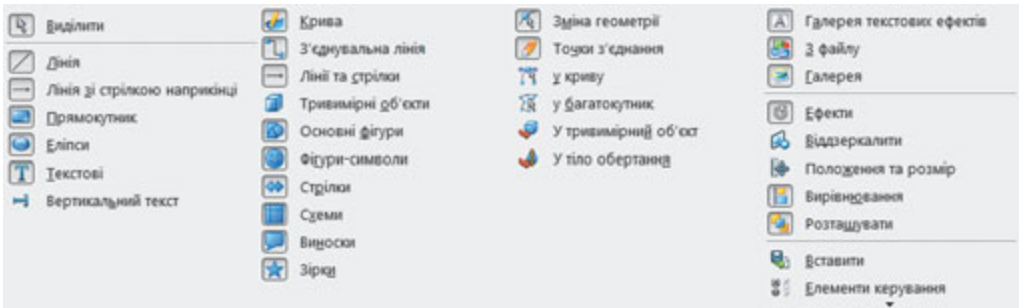 Виділити
Лінія
Лінія зі стрілкою наприкінці
Прямокутник
Еліпси
Текстові
Вертикальний текст
Крива
З'єднувальна лінія
Лінії та стрілки
Тривимірні об'єкти
Основні фігури
Фігури-символи
Стрілки
Схеми
Виноски
Зірки
Зміна геометрії
Точки з'єднання
у криву
у багатокутник
У тривимірний об'єкт
У тіло обертання
Галерея текстових ефектів
З файлу
Галерея
Ефекти
Віддзеркалити
Положення та розмір
Вирівнювання
Розташувати
Вставити
Елементи керування